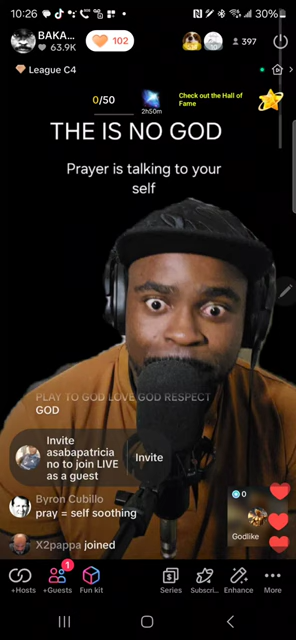 10:26
30%
BAKA...
63.9K
102
397
League C4
0/50
2h50m
Check out the Hall of
Fame
THE IS NO GOD
Prayer is talking to your
self
PLAY TO GOD LOVE GOD RESPECT
GOD
Invite
asabapatricia
no to join LIVE
as a guest
Invite
Byron Cubillo
pray = self soothing
X2pappa joined
0
Godlike
1
+Hosts
+Guests
Fun kit
Series
Subscri...
Enhance
More